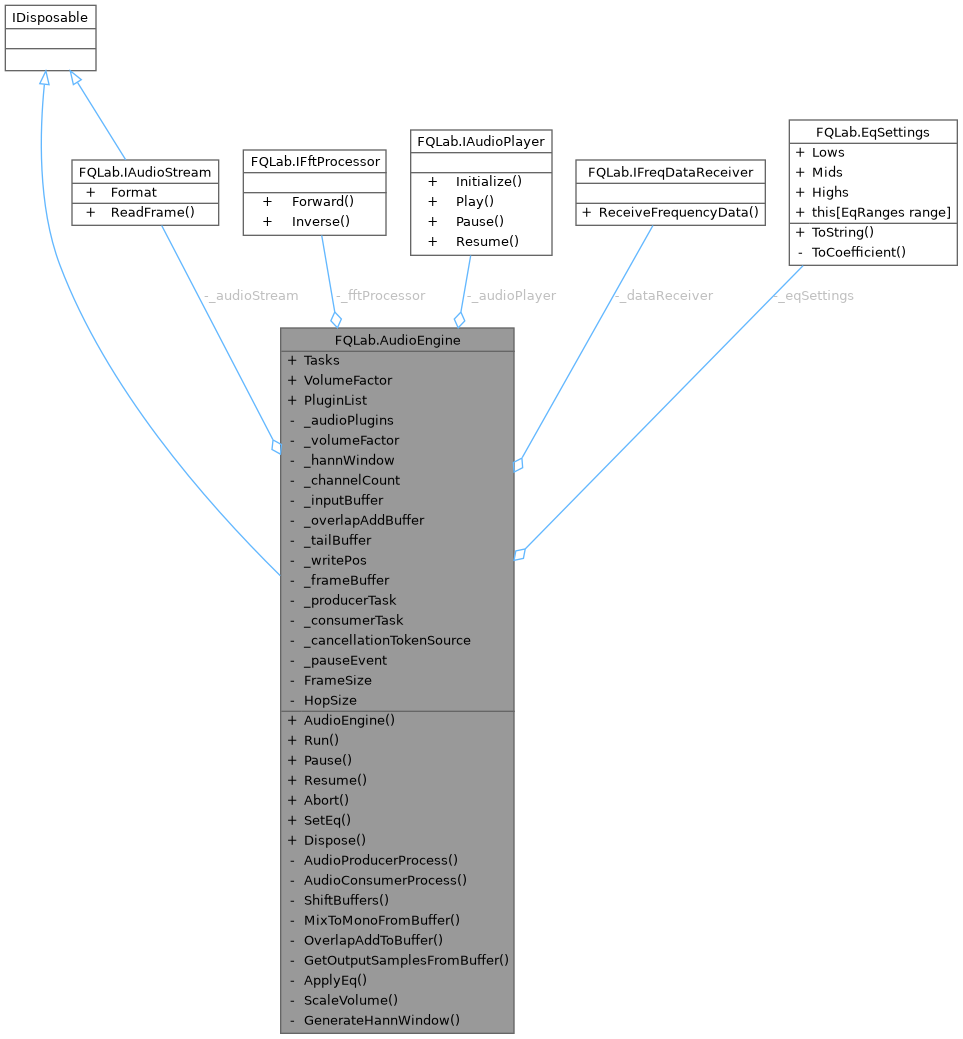 IDisposable
FQLab.IAudioStream
+ Format
+ ReadFrame()
FQLab.IFftProcessor
+ Forward()
+ Inverse()
FQLab.IAudioPlayer
+ Initialize()
+ Play()
+ Pause()
+ Resume()
FQLab.IFreqDataReceiver
+ ReceiveFrequencyData()
FQLab.EqSettings
+ Lows
+ Mids
+ Highs
+ this[EqRanges range]
+ ToString()
- ToCoefficient()
-_audioStream
-_fftProcessor
-_audioPlayer
-_dataReceiver
-_eqSettings
FQLab.AudioEngine
+ Tasks
+ VolumeFactor
+ PluginList
- _audioPlugins
- _volumeFactor
- _hannWindow
- _channelCount
- _inputBuffer
- _overlapAddBuffer
- _tailBuffer
- _writePos
- _frameBuffer
- _producerTask
- _consumerTask
- _cancellationTokenSource
- _pauseEvent
- FrameSize
- HopSize
+ AudioEngine()
+ Run()
+ Pause()
+ Resume()
+ Abort()
+ SetEq()
+ Dispose()
- AudioProducerProcess()
- AudioConsumerProcess()
- ShiftBuffers()
- MixToMonoFromBuffer()
- OverlapAddToBuffer()
- GetOutputSamplesFromBuffer()
- ApplyEq()
- ScaleVolume()
- GenerateHannWindow()